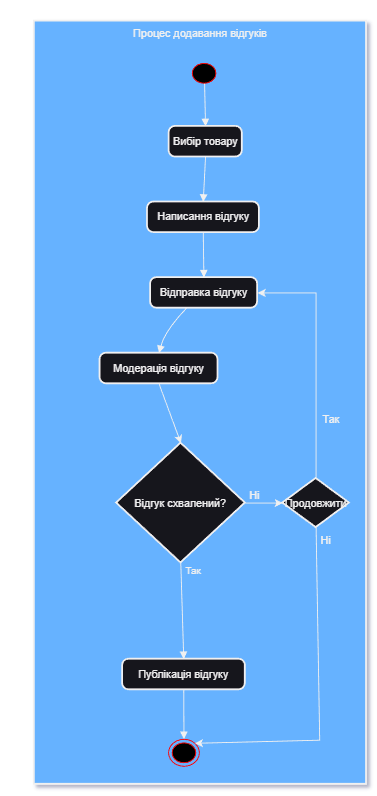 Процес додавання відгуків
Вибір товару
Написання відгуку
Відправка відгуку
Модерація відгуку
Так
Відгук схвалений?
Ні
Продовжити
Ні
Так
Публікація відгуку